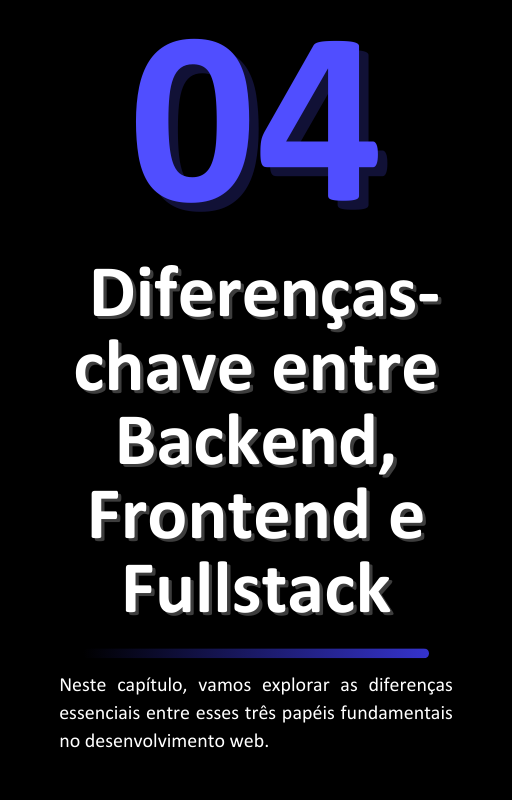 04
Diferenças-
chave entre
Backend,
Frontend e
Fullstack
Neste capítulo, vamos explorar as diferenças
essenciais entre esses três papéis fundamentais
no desenvolvimento web.